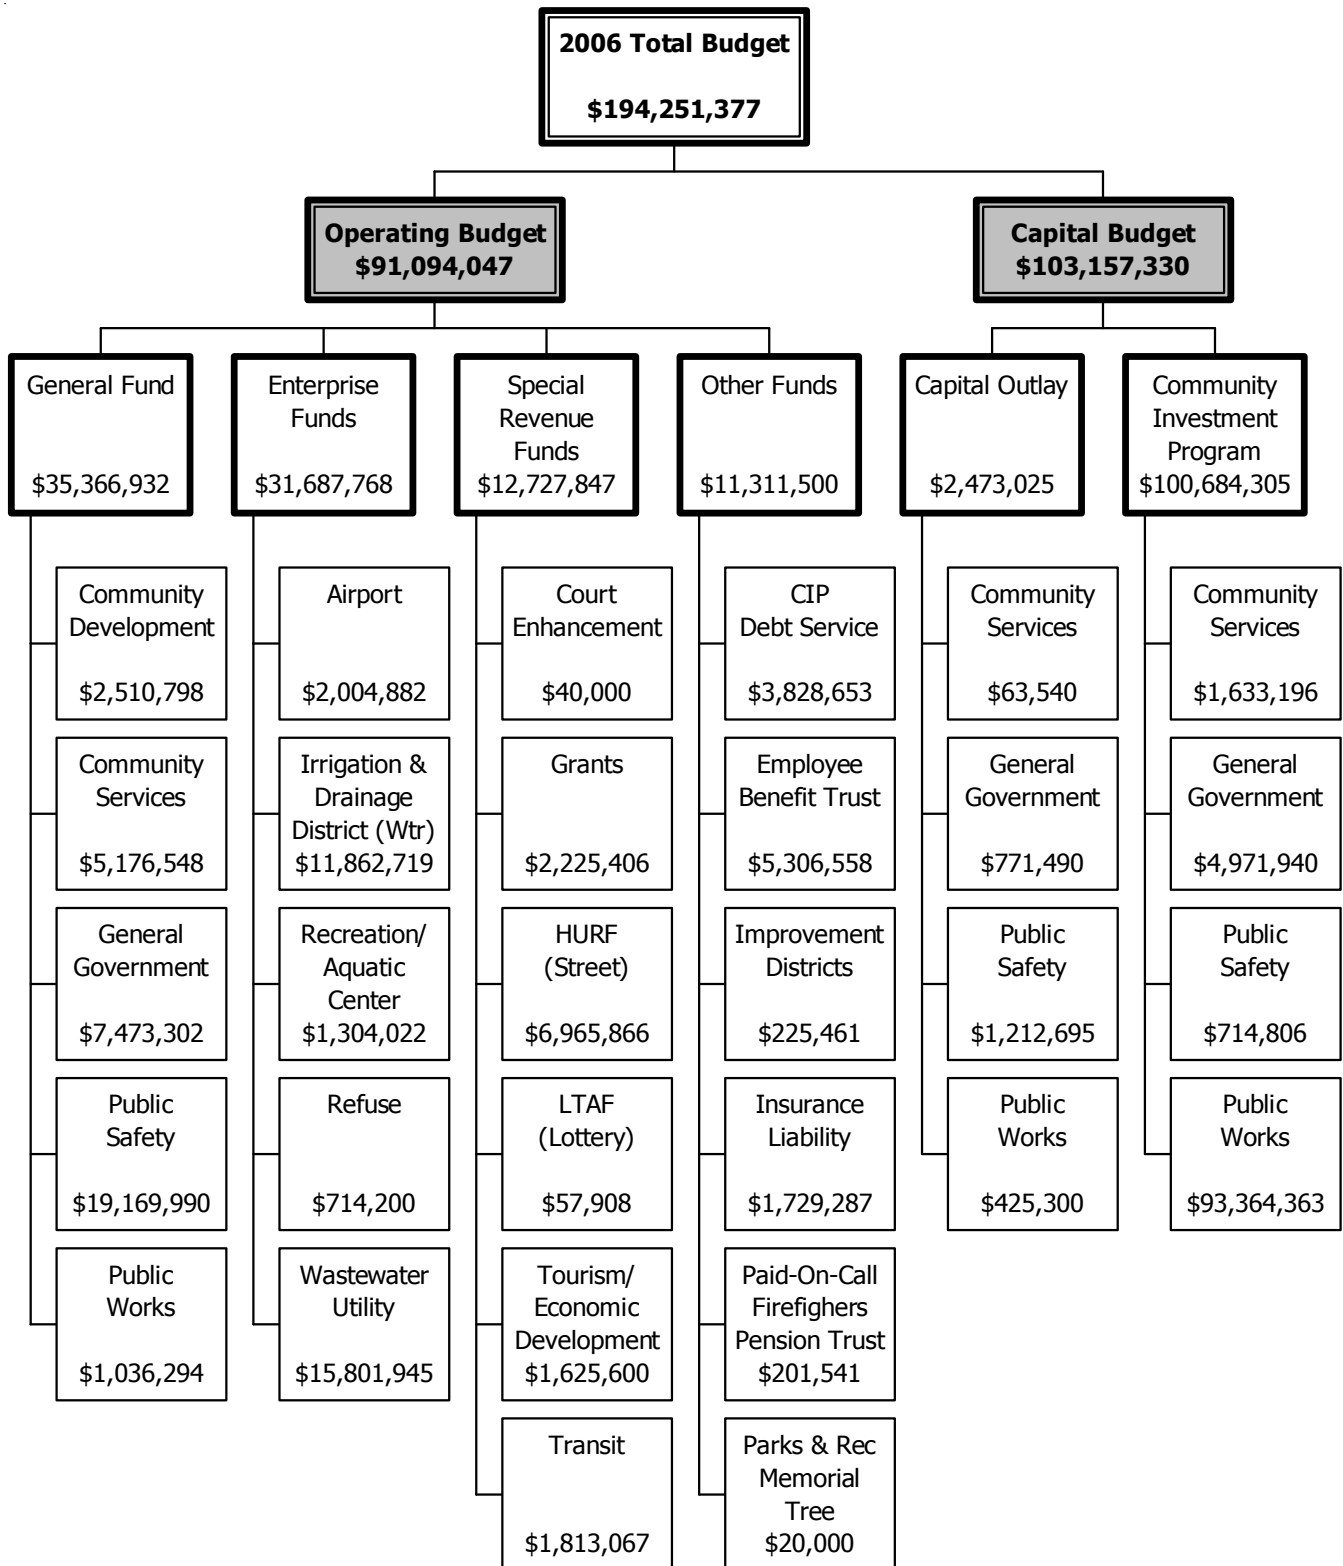 2006 Total Budget
$194,251,377
Operating Budget
$91,094,047
Capital Budget
$103,157,330
General Fund
$35,366,932
Enterprise
Funds
$31,687,768
Special
Revenue
Funds
$12,727,847
Other Funds
$11,311,500
Capital Outlay
$2,473,025
Community
Investment
Program
$100,684,305
Community
Development
$2,510,798
Airport
$2,004,882
Court
Enhancement
$40,000
CIP
Debt Service
$3,828,653
Community
Services
$63,540
Community
Services
$1,633,196
Community
Services
$5,176,548
Irrigation &
Drainage
District (Wtr)
$11,862,719
Grants
$2,225,406
Employee
Benefit Trust
$5,306,558
General
Government
$771,490
General
Government
$4,971,940
General
Government
$7,473,302
Recreation/
Aquatic
Center
$1,304,022
HURF
(Street)
$6,965,866
Improvement
Districts
$225,461
Public
Safety
$1,212,695
Public
Safety
$714,806
Public
Safety
$19,169,990
Refuse
$714,200
LTAF
(Lottery)
$57,908
Insurance
Liability
$1,729,287
Public
Works
$425,300
Public
Works
$93,364,363
Public
Works
$1,036,294
Wastewater
Utility
$15,801,945
Tourism/
Economic
Development
$1,625,600
Paid-On-Call
Firefighers
Pension Trust
$201,541
Transit
$1,813,067
Parks & Rec
Memorial
Tree
$20,000